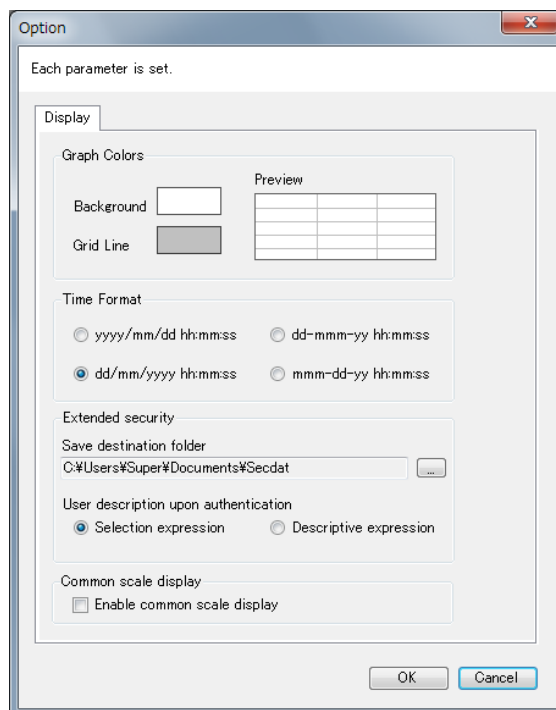 Option
Each parameter is set.
Display
Graph Colors
Preview
Background
Grid Line
Time Format
yyyy/mm/dd hh:mm:ss
dd-mmm-yy hh:mm:ss
dd/mm/yyyy hh:mm:ss
mmm-dd-yy hh:mm:ss
Extended security
Save destination folder
C:¥Users¥Super¥Documents¥Secdat
...
User description upon authentication
Selection expression
Descriptive expression
Common scale display
Enable common scale display
OK
Cancel